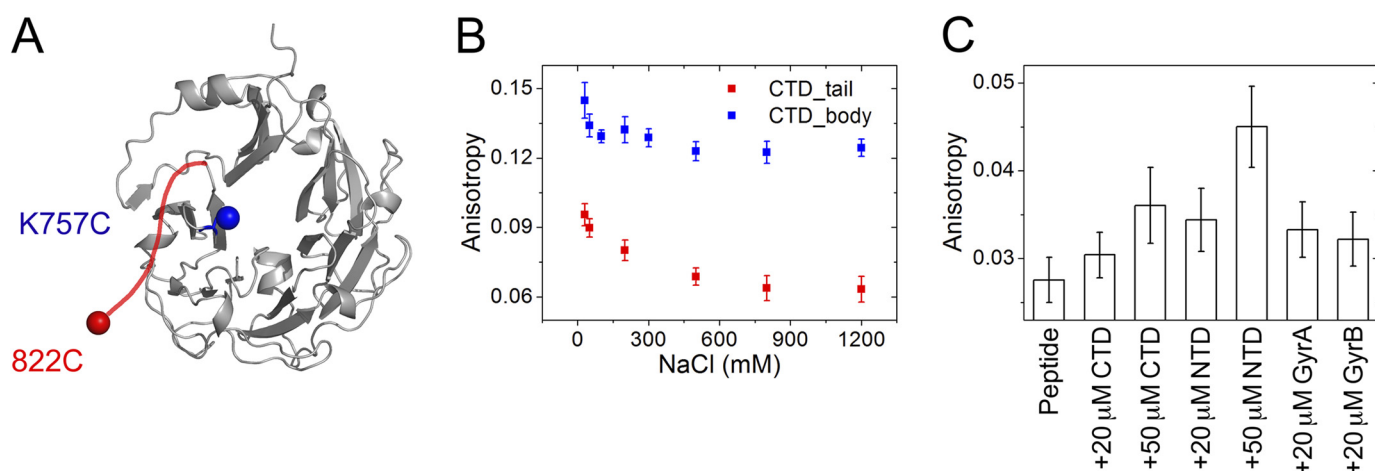 A
K757C
822C
B
0.15
0.12
0.09
0.06
Anisotropy
CTD_tail
CTD_body
0 300 600 900 1200
NaCl (mM)
C
0.05
0.04
0.03
Anisotropy
Peptide
+20 μM CTD
+50 μM CTD
+20 μM NTD
+50 μM NTD
+20 μM GyrA
+20 μM GyrB